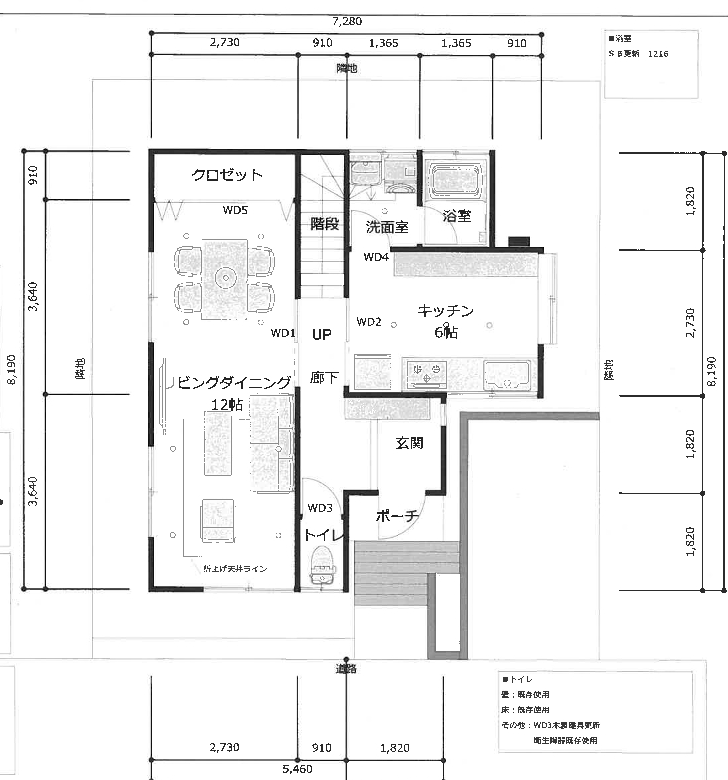 7,280
2,730 910 1,365 1,365 910
隣地
■浴室
ＳＢ更新 1216
910
3,640
8,190
3,640
隣地
クロゼット
WD5
階段
洗面室
浴室
WD4
キッチン
6帖
WD2
WD1
UP
廊下
ビングダイニング
12帖
玄関
WD3
ポーチ
トイレ
折上げ天井ライン
1,820
2,730
8,190
隣地
1,820
1,820
道路
■トイレ
壁：既存使用
床：既存使用
その他：WD3木製建具更新
衛生陶器既存使用
2,730 910 1,820
5,460